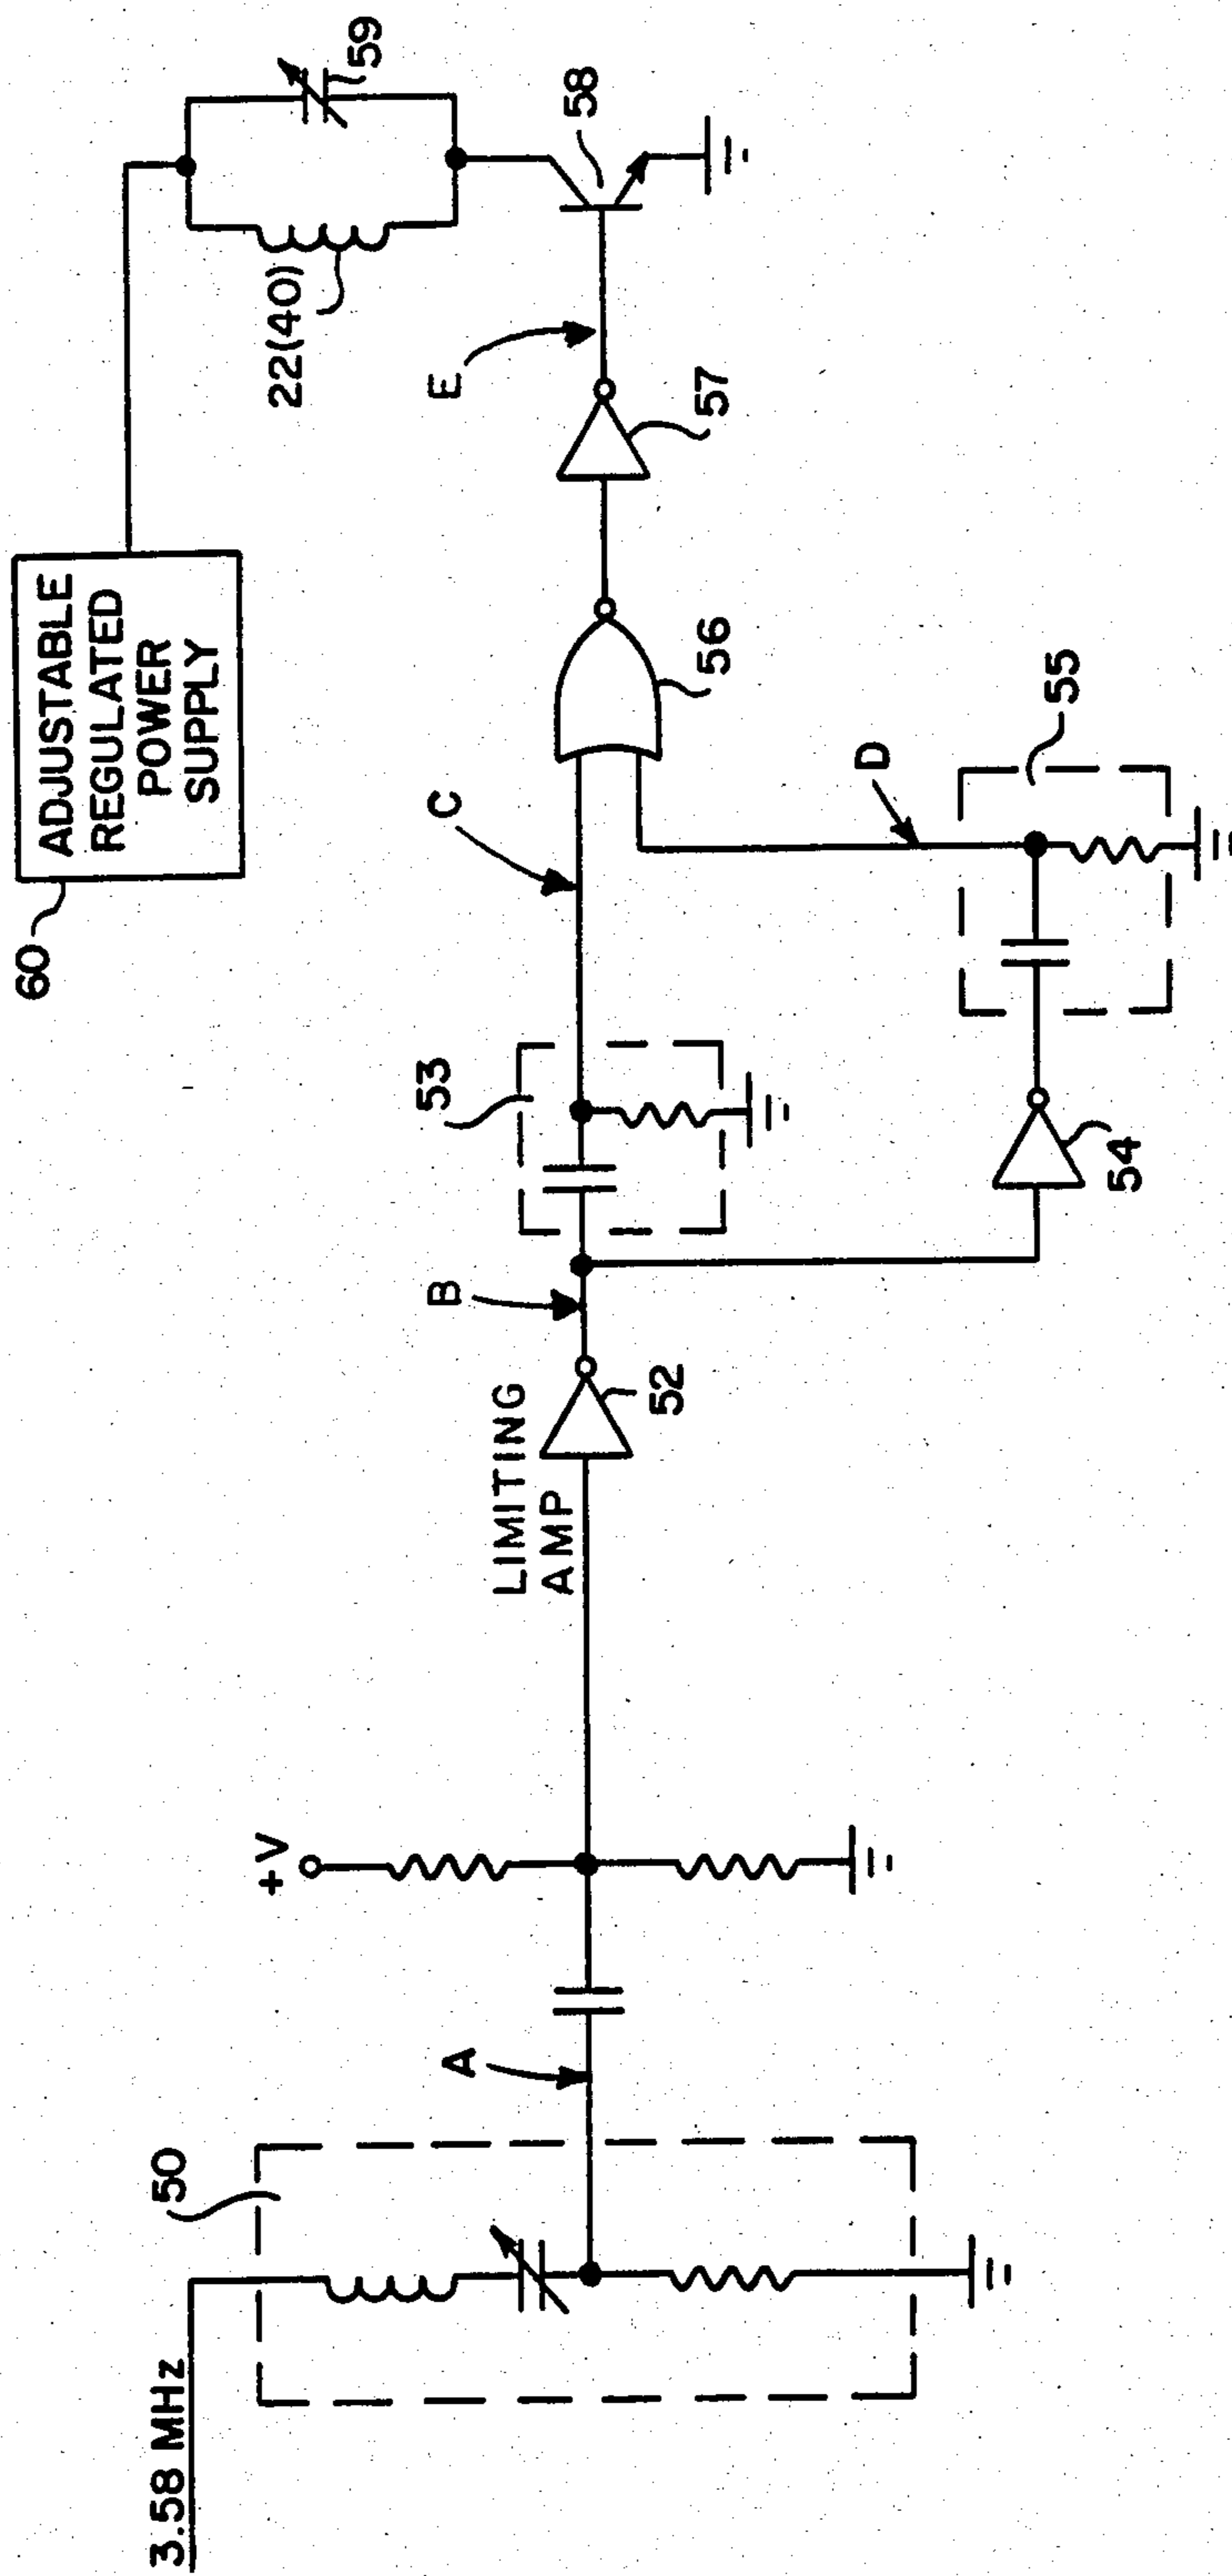 3.58 MHz
50
A
+V
LIMITING
AMP
52
B
53
54
55
C
D
56
57
E
58
59
22(40)
60
ADJUSTABLE
REGULATED
POWER
SUPPLY